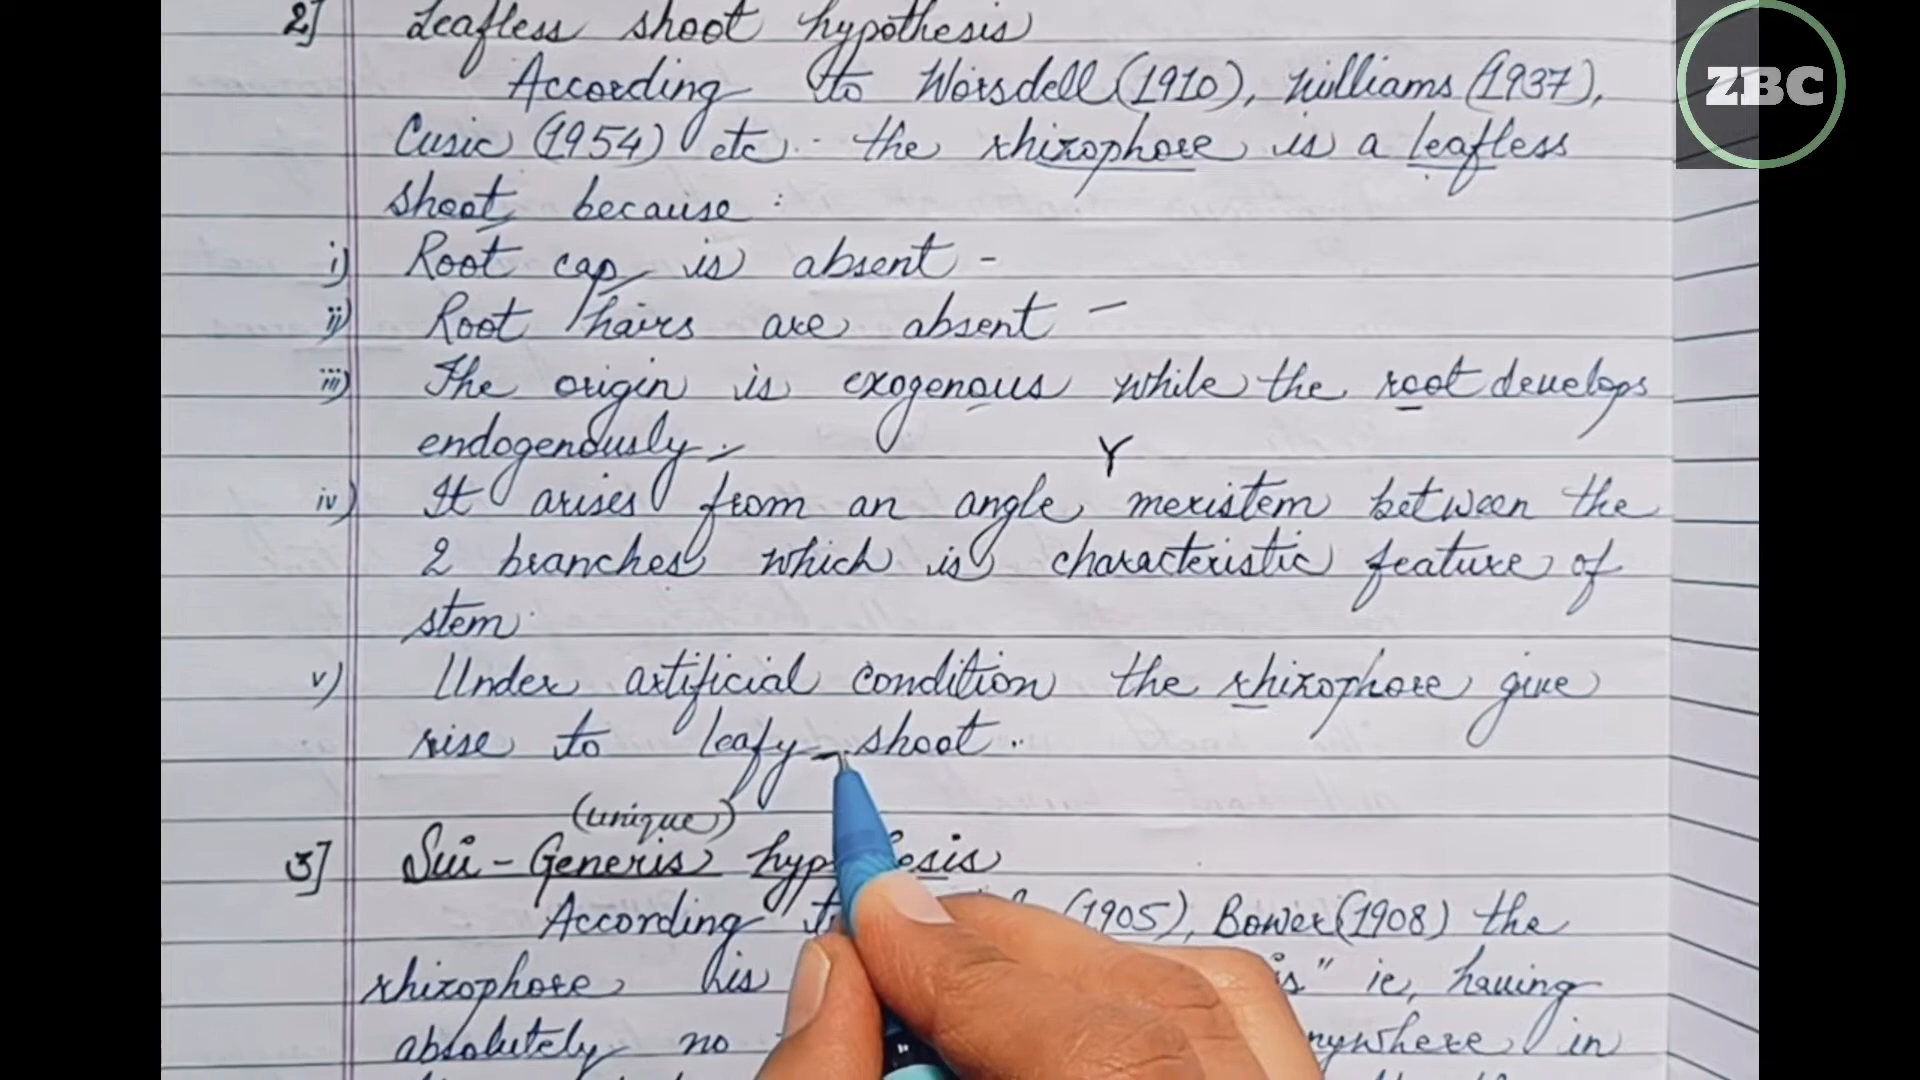 ZBC
2] Leafless shoot hypothesis
According to Worsdell (1910), Williams (1937),
Cusic (1954) etc. the rhizophore is a leafless
shoot because :
i) Root cap is absent -
ii) Root hairs are absent -
iii) The origin is exogenous while the root develops
endogenously.
Y
iv) It arises from an angle meristem between the
2 branches which is characteristic feature of
stem.
v) Under artificial condition the rhizophore give
rise to leafy shoot.
(unique)
3] Sui-Generis
According (1905), Bower (1908) the
rhizophore is ie, having
absolutely no in